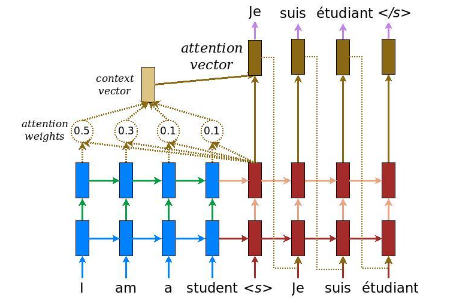 Je suis étudiant </s>
attention
vector
context
vector
attention
weights
0.5 0.3 0.1 0.1
I am a student <s> Je suis étudiant